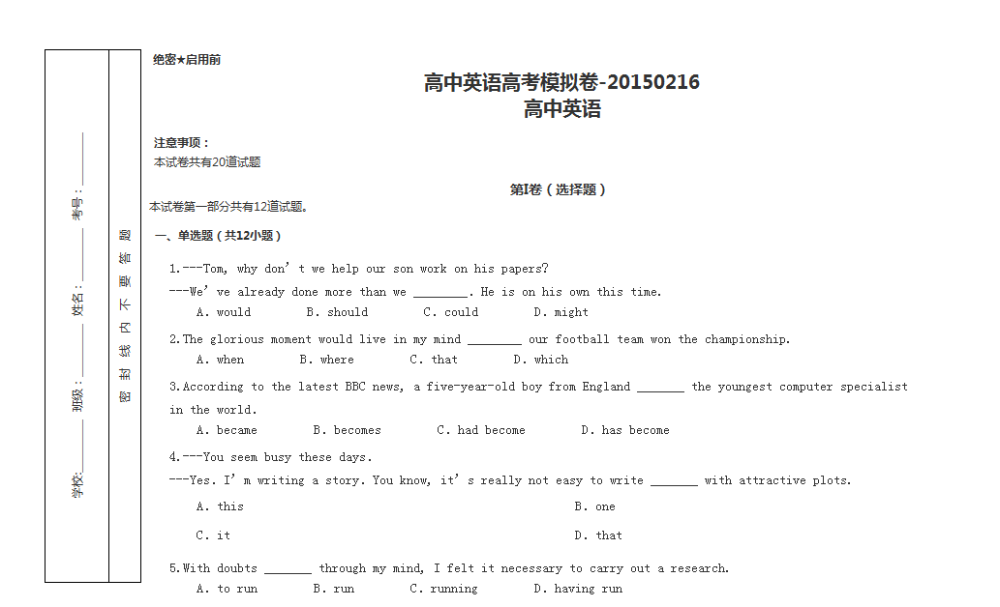 学校:________ 班级：________ 姓名：________ 考号：________
密 封 线 内 不 要 答 题
绝密★启用前
高中英语高考模拟卷-20150216
高中英语
注意事项：
本试卷共有20道试题
第I卷（选择题）
本试卷第一部分共有12道试题。
一、单选题（共12小题）
1.---Tom, why don’t we help our son work on his papers?
---We’ve already done more than we ________. He is on his own this time.
A. would B. should C. could D. might
2.The glorious moment would live in my mind ________ our football team won the championship.
A. when B. where C. that D. which
3.According to the latest BBC news, a five-year-old boy from England _______ the youngest computer specialist
in the world.
A. became B. becomes C. had become D. has become
4.---You seem busy these days.
---Yes. I’m writing a story. You know, it’s really not easy to write _______ with attractive plots.
A. this B. one
C. it D. that
5.With doubts _______ through my mind, I felt it necessary to carry out a research.
A. to run B. run C. running D. having run